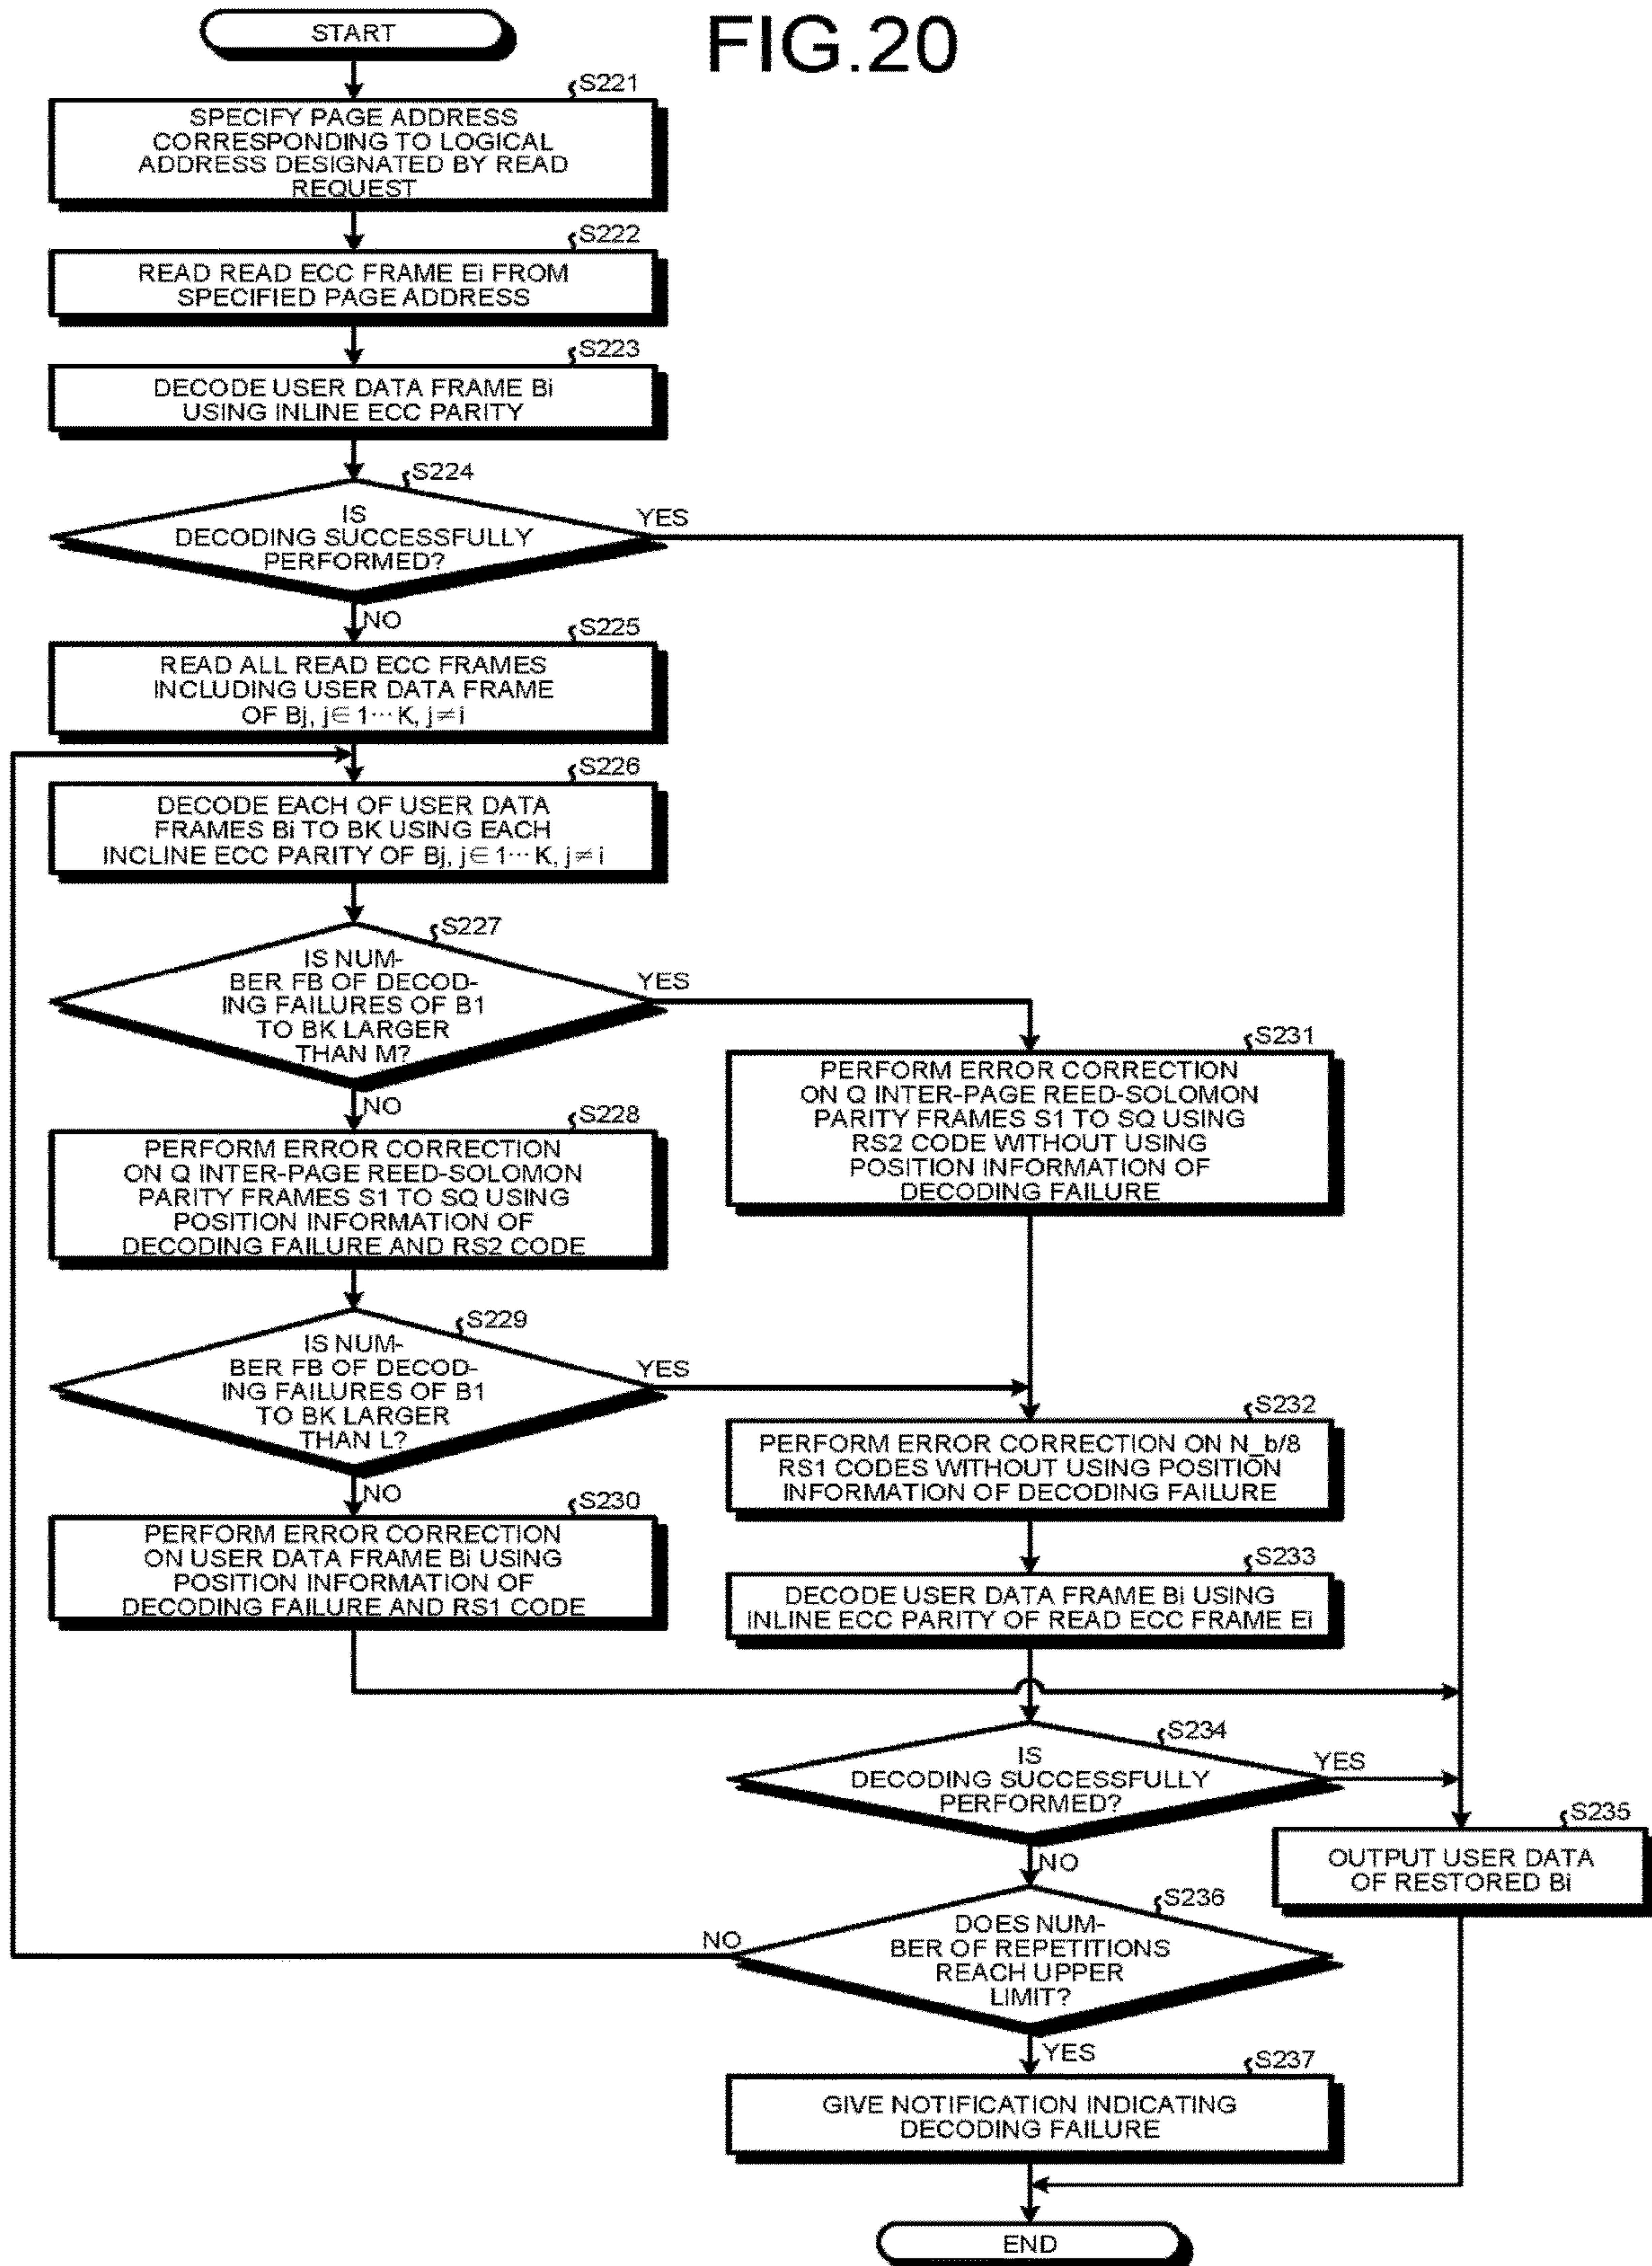 FIG.20
START
S221
SPECIFY PAGE ADDRESS
CORRESPONDING TO LOGICAL
ADDRESS DESIGNATED BY READ
REQUEST
S222
READ READ ECC FRAME Ei FROM
SPECIFIED PAGE ADDRESS
S223
DECODE USER DATA FRAME Bi
USING INLINE ECC PARITY
S224
IS
DECODING SUCCESSFULLY
PERFORMED?
YES
NO
S225
READ ALL READ ECC FRAMES
INCLUDING USER DATA FRAME
OF Bj, j∈1⋯K, j≠i
S226
DECODE EACH OF USER DATA
FRAMES Bi TO BK USING EACH
INCLINE ECC PARITY OF Bj, j∈1⋯K, j≠i
S227
IS NUM-
BER FB OF DECOD-
ING FAILURES OF B1
TO BK LARGER
THAN M?
YES
NO
S228
PERFORM ERROR CORRECTION
ON Q INTER-PAGE REED-SOLOMON
PARITY FRAMES S1 TO SQ USING
POSITION INFORMATION OF
DECODING FAILURE AND RS2 CODE
S231
PERFORM ERROR CORRECTION
ON Q INTER-PAGE REED-SOLOMON
PARITY FRAMES S1 TO SQ USING
RS2 CODE WITHOUT USING
POSITION INFORMATION OF
DECODING FAILURE
S229
IS NUM-
BER FB OF DECOD-
ING FAILURES OF B1
TO BK LARGER
THAN L?
YES
NO
S230
PERFORM ERROR CORRECTION
ON USER DATA FRAME Bi USING
POSITION INFORMATION OF
DECODING FAILURE AND RS1 CODE
S232
PERFORM ERROR CORRECTION ON N_b/8
RS1 CODES WITHOUT USING POSITION
INFORMATION OF DECODING FAILURE
S233
DECODE USER DATA FRAME Bi USING
INLINE ECC PARITY OF READ ECC FRAME Ei
S234
IS
DECODING SUCCESSFULLY
PERFORMED?
YES
NO
S235
OUTPUT USER DATA
OF RESTORED Bi
S236
DOES NUM-
BER OF REPETITIONS
REACH UPPER
LIMIT?
NO
YES
S237
GIVE NOTIFICATION INDICATING
DECODING FAILURE
END